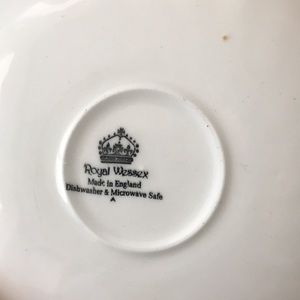 Royal Wessex
Made in England
Dishwasher & Microwave Safe
A